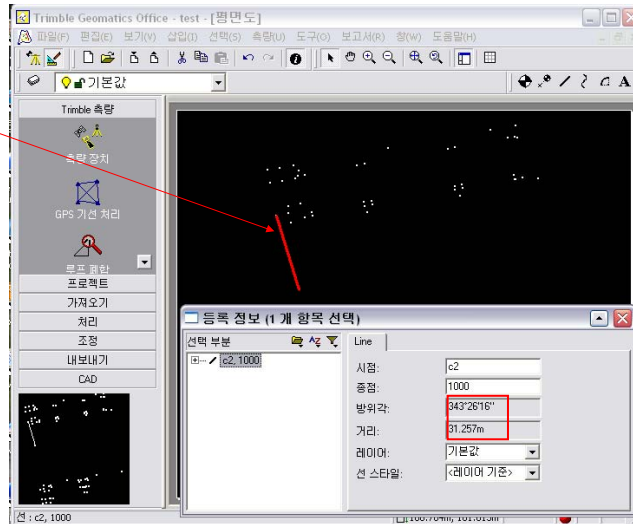 Trimble Geomatics Office - test - [평면도]
파일(F) 편집(E) 보기(V) 삽입(I) 선택(S) 측량(U) 도구(O) 보고서(R) 창(W) 도움말(H)
기본값
A
Trimble 측량
측량 장치
GPS 기선 처리
루프 폐합
프로젝트
가져오기
처리
조정
내보내기
CAD
등록 정보 (1 개 항목 선택)
선택 부분
Line
c2, 1000
시점: c2
종점: 1000
방위각: 343°26'16"
거리: 31.257m
레이어: 기본값
선 스타일: <레이어 기준>
선 : c2, 1000